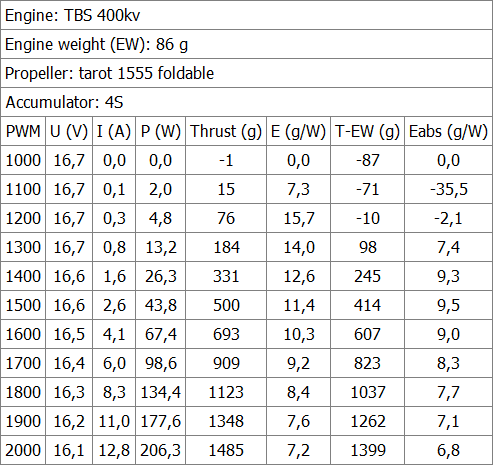 Engine: TBS 400kv
Engine weight (EW): 86 g
Propeller: tarot 1555 foldable
Accumulator: 4S
PWM U (V) I (A) P (W) Thrust (g) E (g/W) T-EW (g) Eabs (g/W)
1000 16,7 0,0 0,0 -1 0,0 -87 0,0
1100 16,7 0,1 2,0 15 7,3 -71 -35,5
1200 16,7 0,3 4,8 76 15,7 -10 -2,1
1300 16,7 0,8 13,2 184 14,0 98 7,4
1400 16,6 1,6 26,3 331 12,6 245 9,3
1500 16,6 2,6 43,8 500 11,4 414 9,5
1600 16,5 4,1 67,4 693 10,3 607 9,0
1700 16,4 6,0 98,6 909 9,2 823 8,3
1800 16,3 8,3 134,4 1123 8,4 1037 7,7
1900 16,2 11,0 177,6 1348 7,6 1262 7,1
2000 16,1 12,8 206,3 1485 7,2 1399 6,8